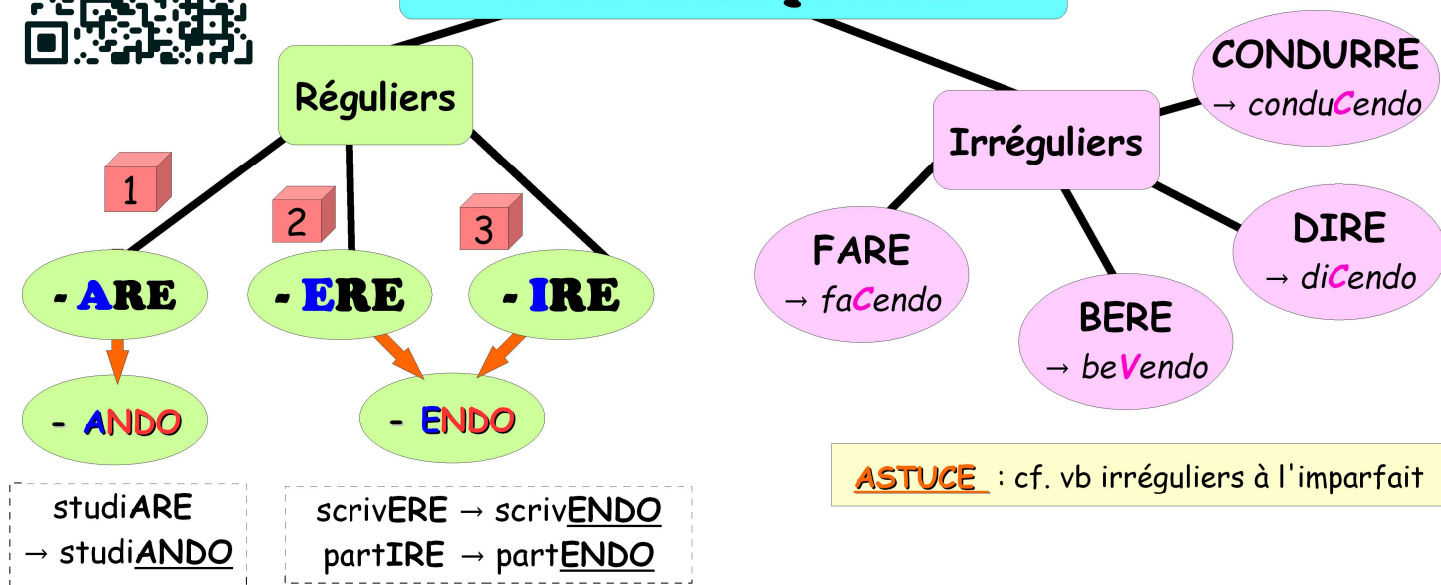 Réguliers
1
2
3
- ARE
- ERE
- IRE
- ANDO
- ENDO
studiARE
→ studiANDO
scrivERE → scrivENDO
partIRE → partENDO
Irréguliers
CONDURRE
→ conduCendo
FARE
→ faCendo
BERE
→ beVendo
DIRE
→ diCendo
ASTUCE : cf. vb irréguliers à l'imparfait